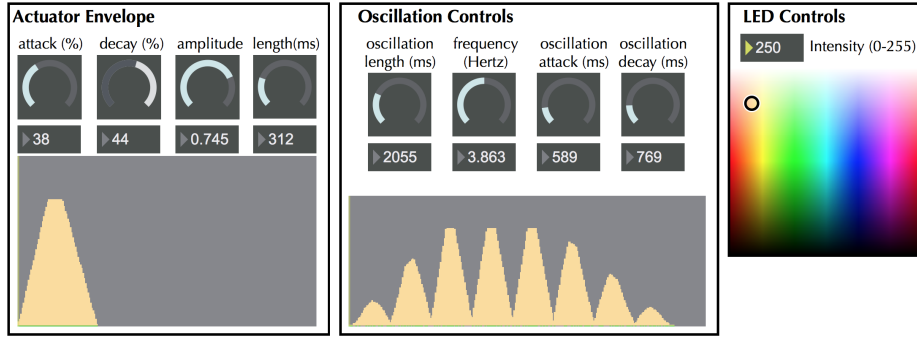 Actuator Envelope
attack (%) decay (%) amplitude length(ms)
38 44 0.745 312
Oscillation Controls
oscillation frequency oscillation oscillation
length (ms) (Hertz) attack (ms) decay (ms)
2055 3.863 589 769
LED Controls
250 Intensity (0-255)